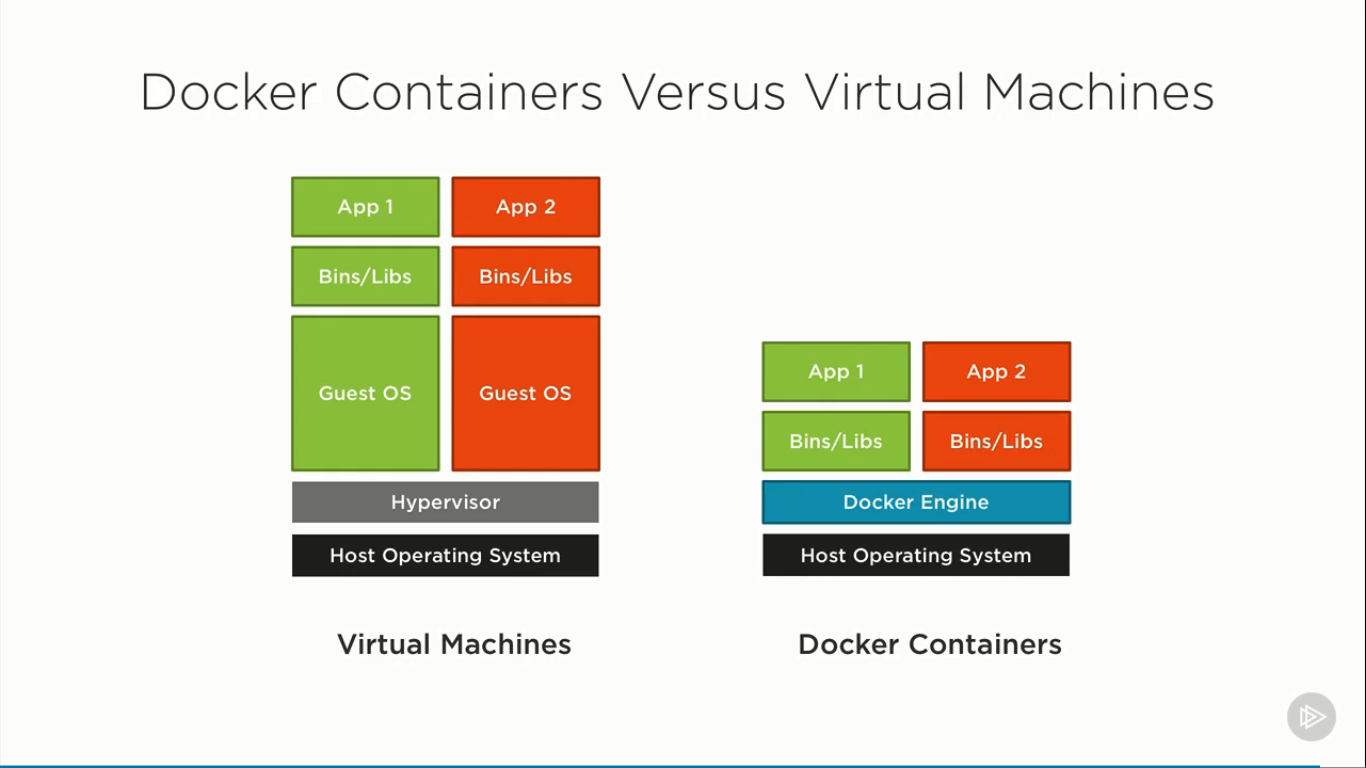 Docker Containers Versus Virtual Machines
App 1
App 2
Bins/Libs
Bins/Libs
Guest OS
Guest OS
Hypervisor
Host Operating System
Virtual Machines
App 1
App 2
Bins/Libs
Bins/Libs
Docker Engine
Host Operating System
Docker Containers